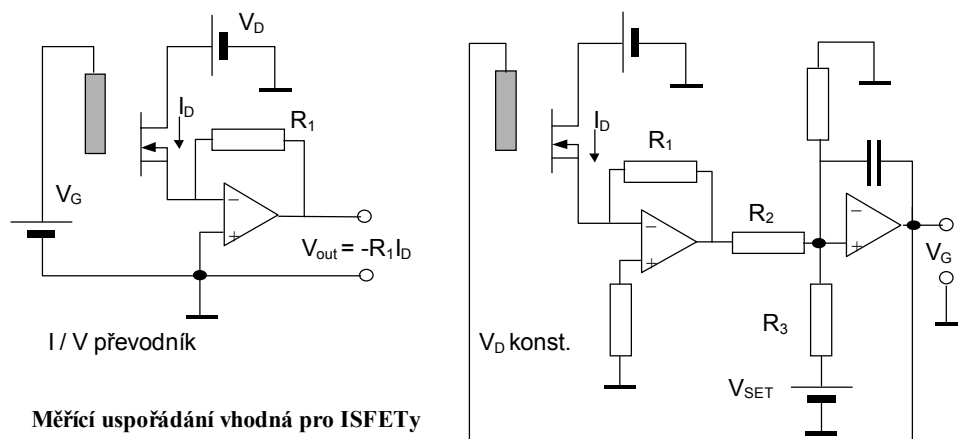 V_D
I_D
R_1
−
+
V_G
V_out = -R_1I_D
I / V převodník
Měřící uspořádání vhodná pro ISFETy
I_D
R_1
−
+
R_2
−
+
V_G
R_3
V_D konst.
V_SET